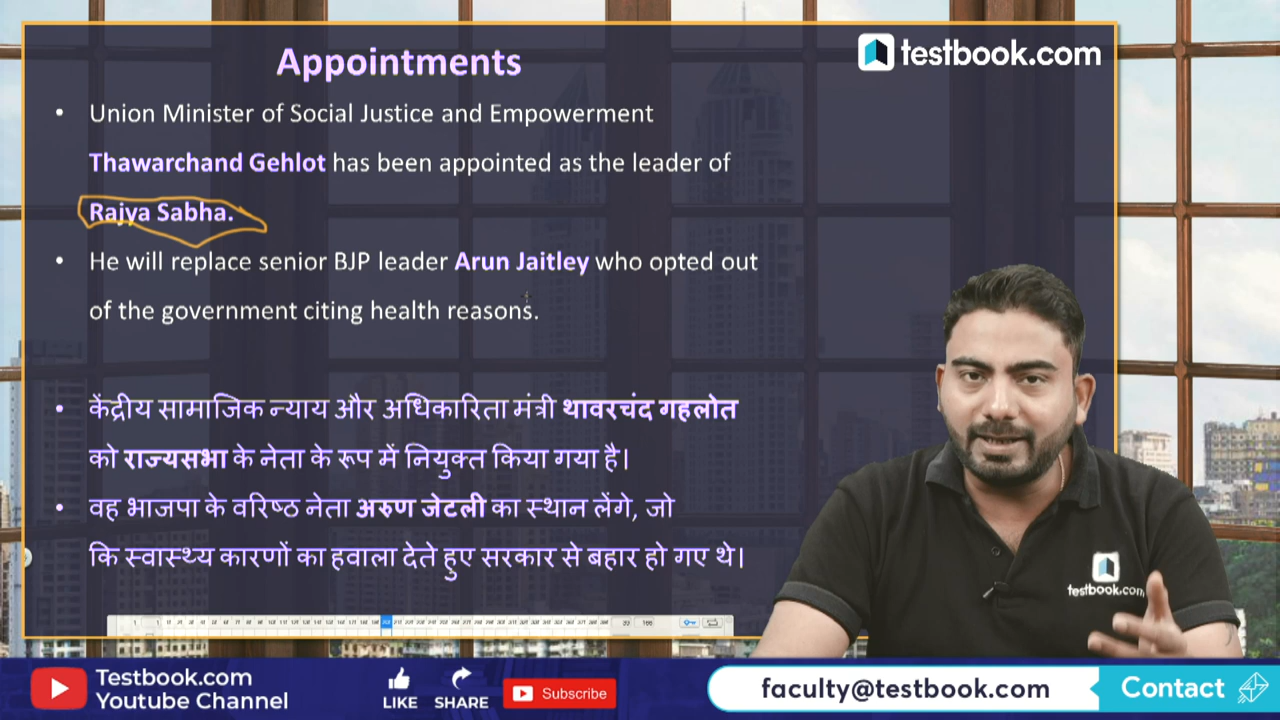 Appointments
testbook.com
• Union Minister of Social Justice and Empowerment
Thawarchand Gehlot has been appointed as the leader of
Rajya Sabha.
• He will replace senior BJP leader Arun Jaitley who opted out
of the government citing health reasons.
• केंद्रीय सामाजिक न्याय और अधिकारिता मंत्री थावरचंद गहलोत
को राज्यसभा के नेता के रूप में नियुक्त किया गया है।
• वह भाजपा के वरिष्ठ नेता अरुण जेटली का स्थान लेंगे, जो
कि स्वास्थ्य कारणों का हवाला देते हुए सरकार से बहार हो गए थे।
testbook.com
Testbook.com
Youtube Channel
LIKE
SHARE
Subscribe
faculty@testbook.com
Contact